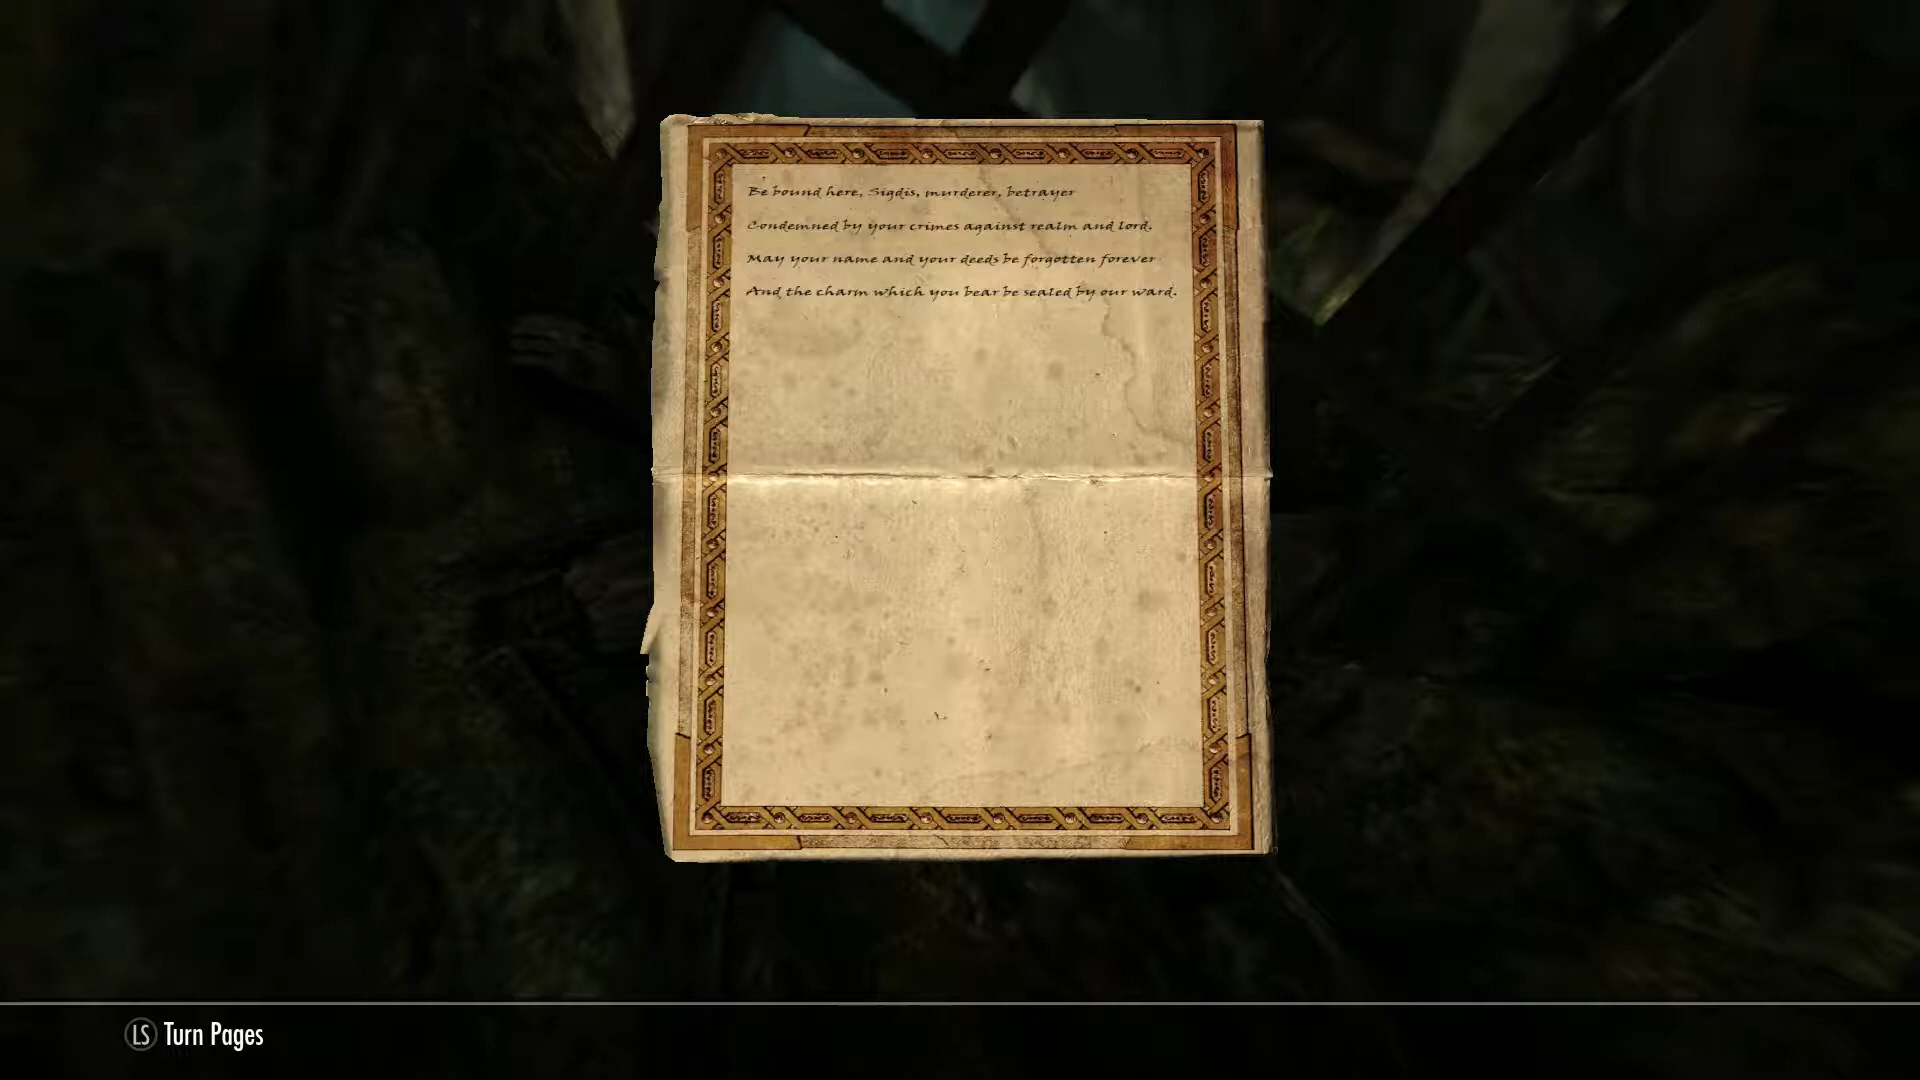 Be bound here, Sigdis, murderer, betrayer
Condemned by your crimes against realm and lord.
May your name and your deeds be forgotten forever
And the charm which you bear be sealed by our ward.
LS Turn Pages